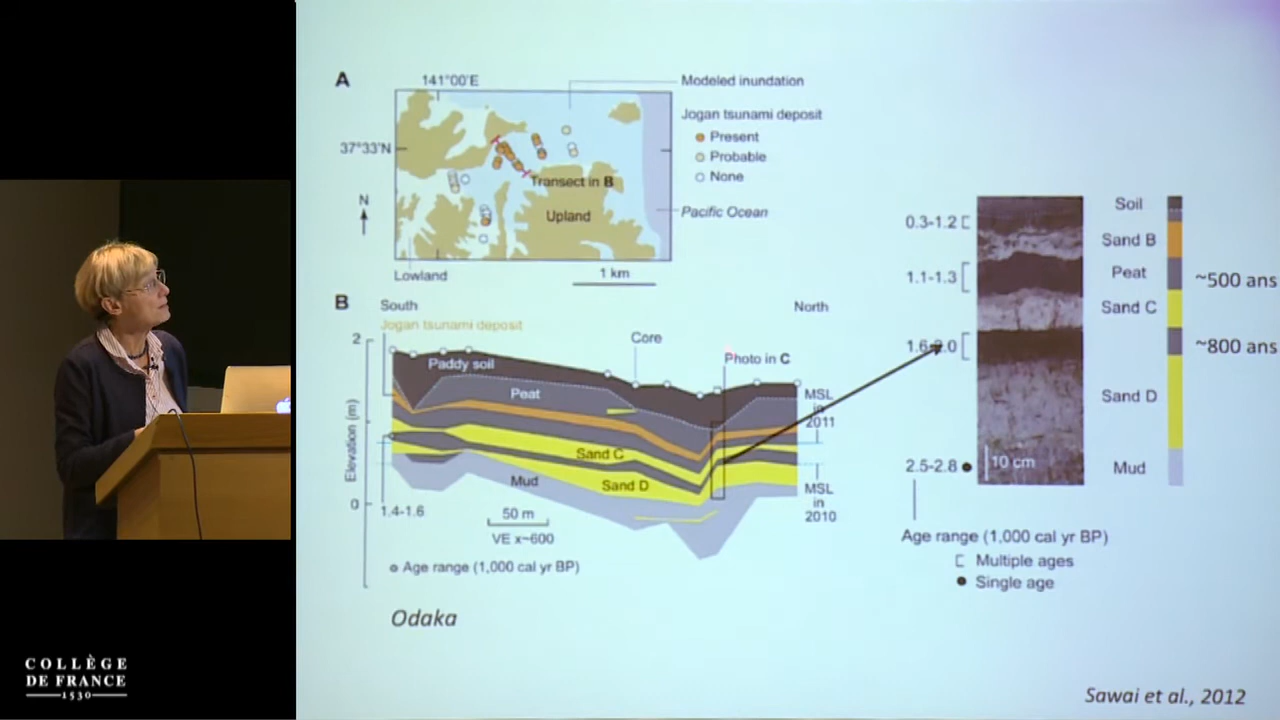 A
141°00'E
Modeled inundation
Jogan tsunami deposit
Present
37°33'N
Probable
None
Transect in B
N
Upland
Pacific Ocean
Lowland
1 km
B
South
North
Jogan tsunami deposit
2
Core
Photo in C
Paddy soil
Peat
MSL
in
2011
Elevation (m)
Sand C
Mud
Sand D
MSL
in
2010
0
1.4-1.6
50 m
VE x~600
Age range (1,000 cal yr BP)
Odaka
Soil
0.3-1.2
Sand B
1.1-1.3
Peat
~500 ans
Sand C
~800 ans
Sand D
2.5-2.8
10 cm
Mud
Age range (1,000 cal yr BP)
Multiple ages
Single age
Sawai et al., 2012
COLLÈGE
DE FRANCE
1530